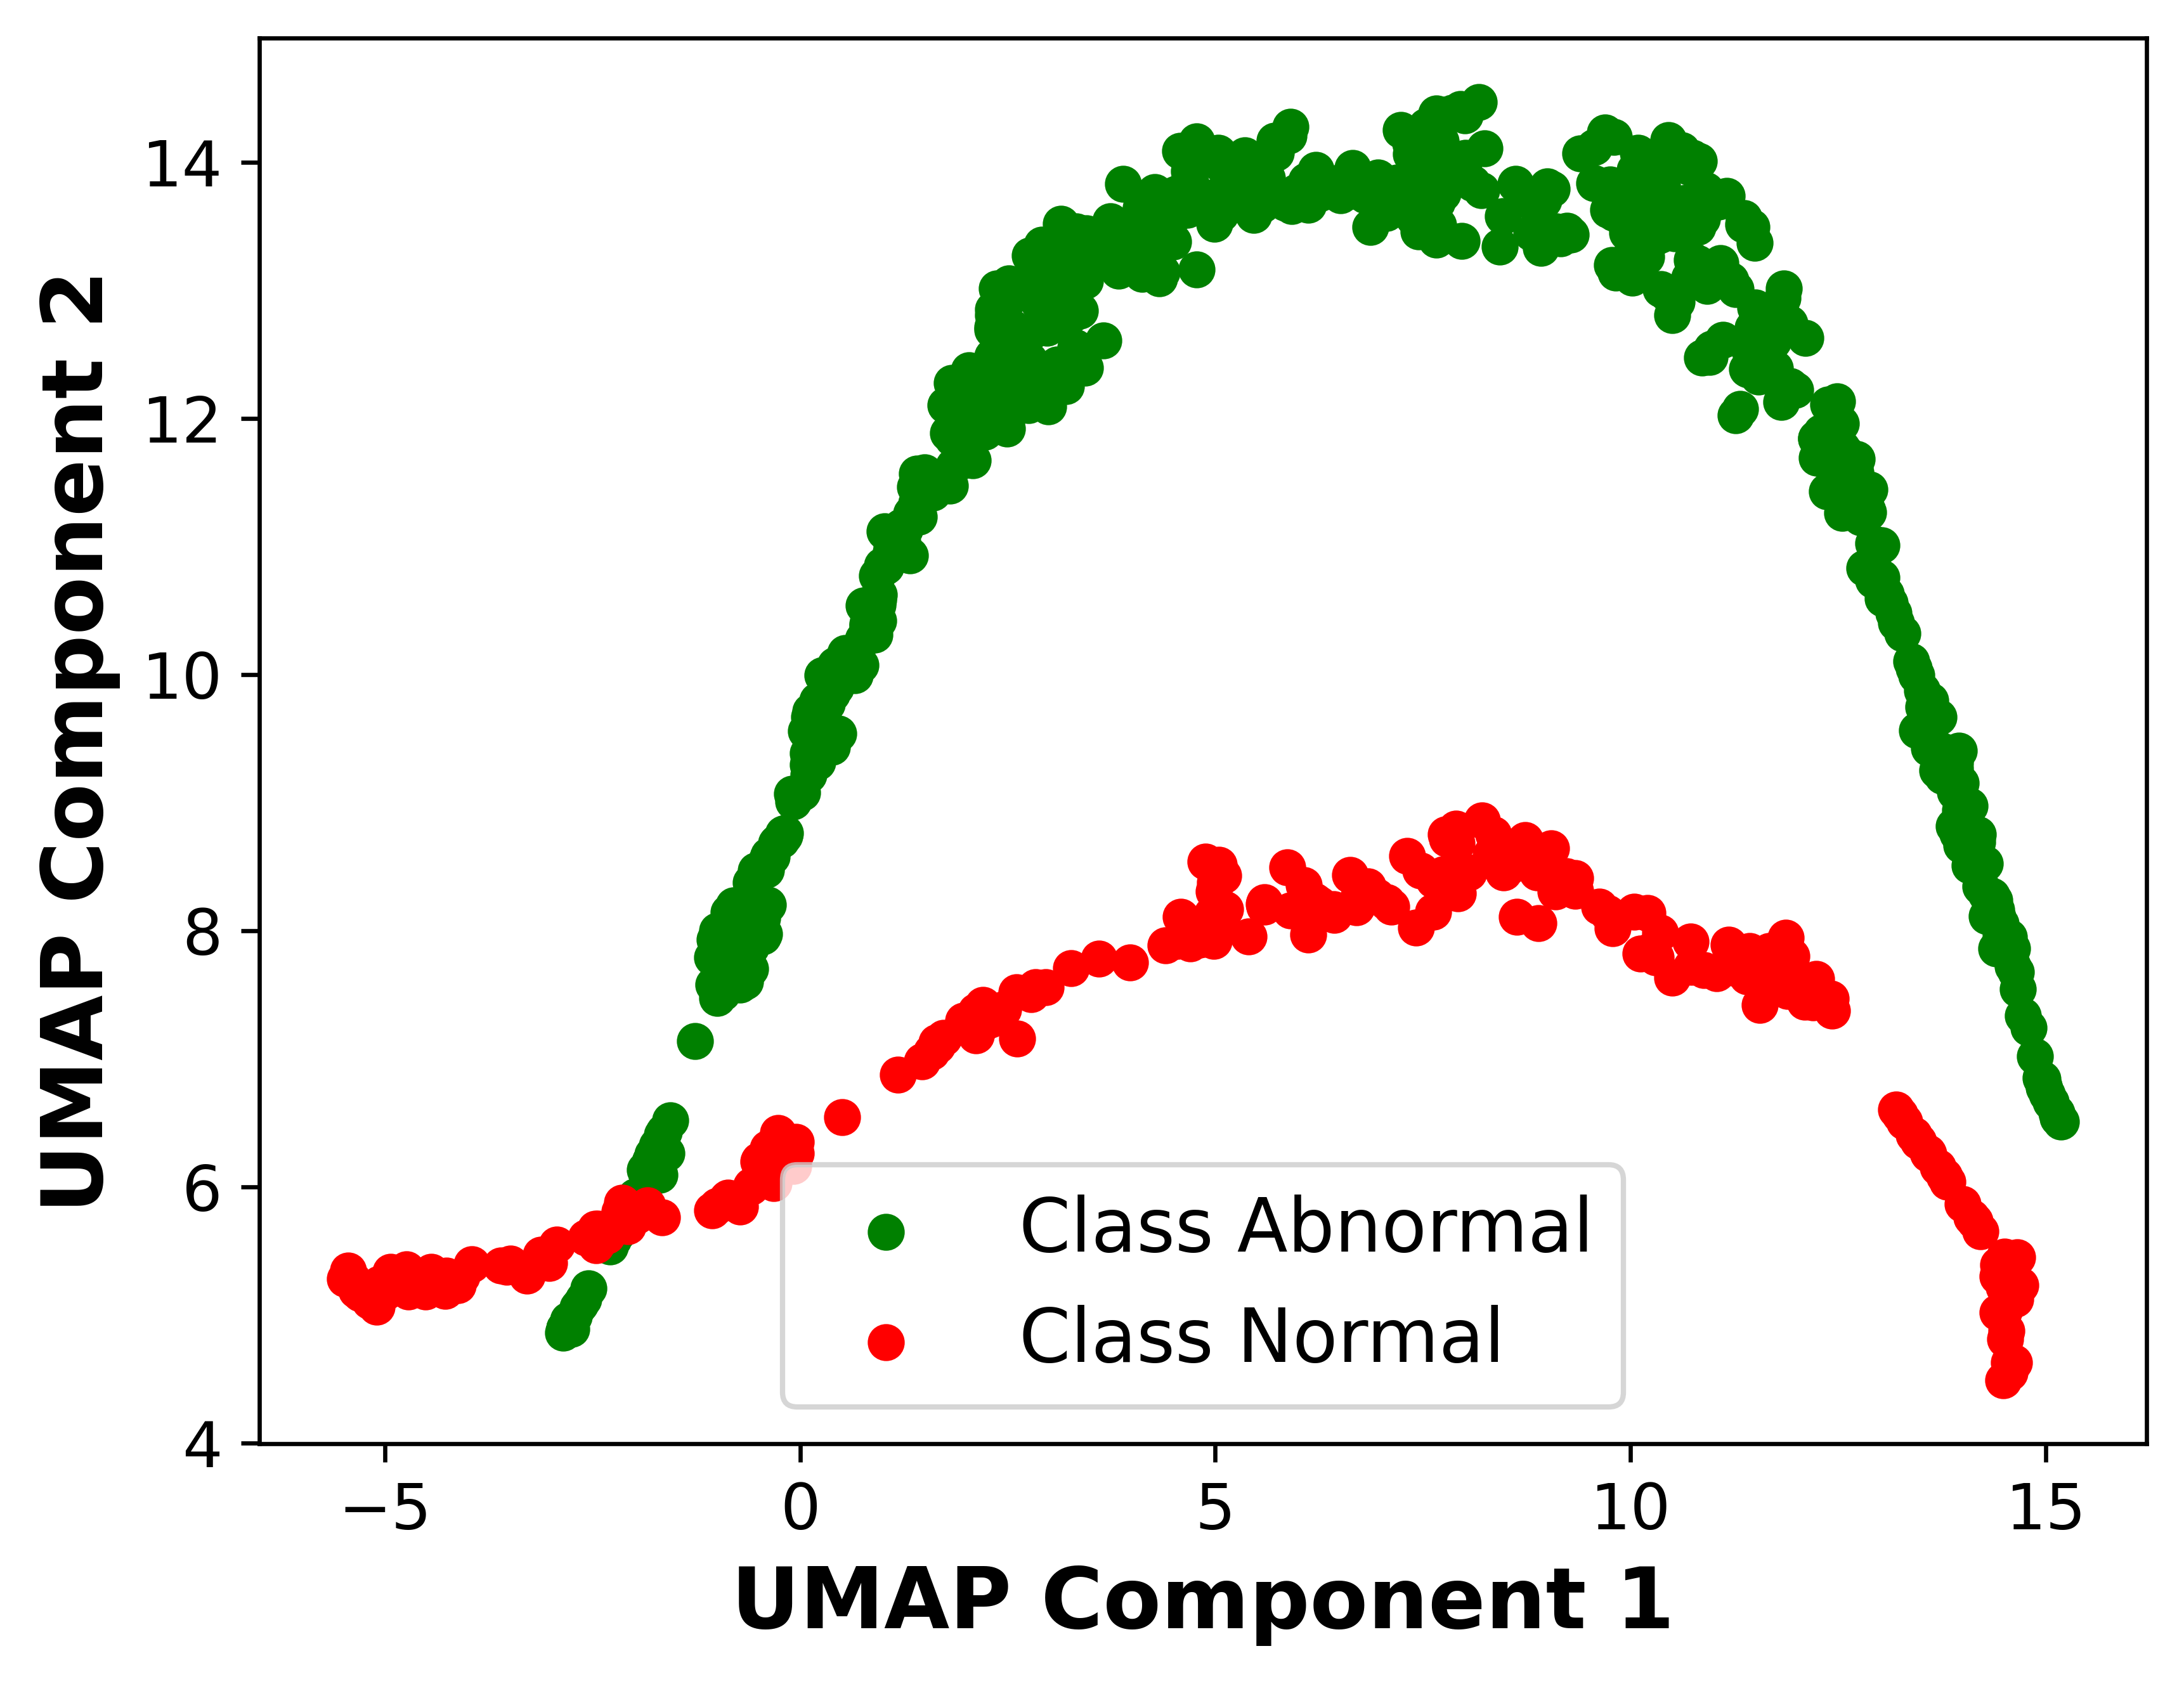 UMAP Component 2
14
12
10
8
6
4
−5
0
5
10
15
UMAP Component 1
Class Abnormal
Class Normal